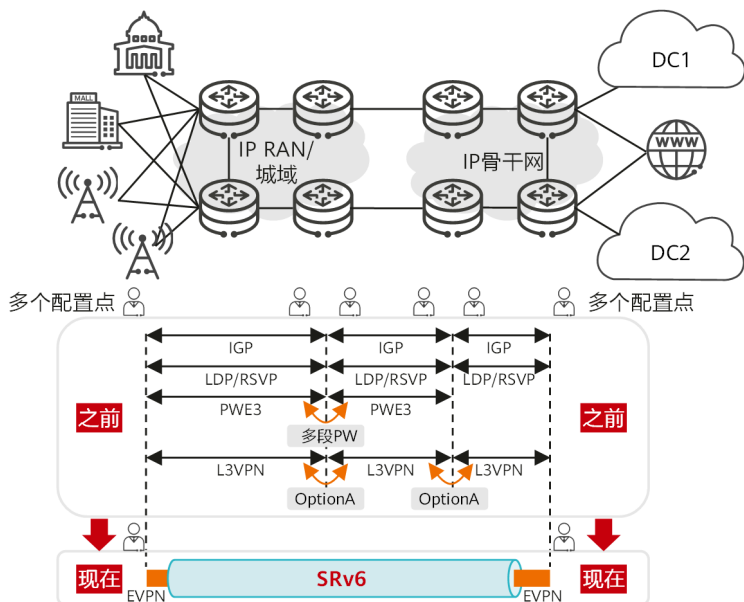 DC1
MALL
WWW
IP RAN/
城域
IP骨干网
DC2
多个配置点
多个配置点
IGP
IGP
IGP
LDP/RSVP
LDP/RSVP
LDP/RSVP
之前
PWE3
PWE3
之前
多段PW
L3VPN
L3VPN
L3VPN
OptionA
OptionA
现在
SRv6
现在
EVPN
EVPN